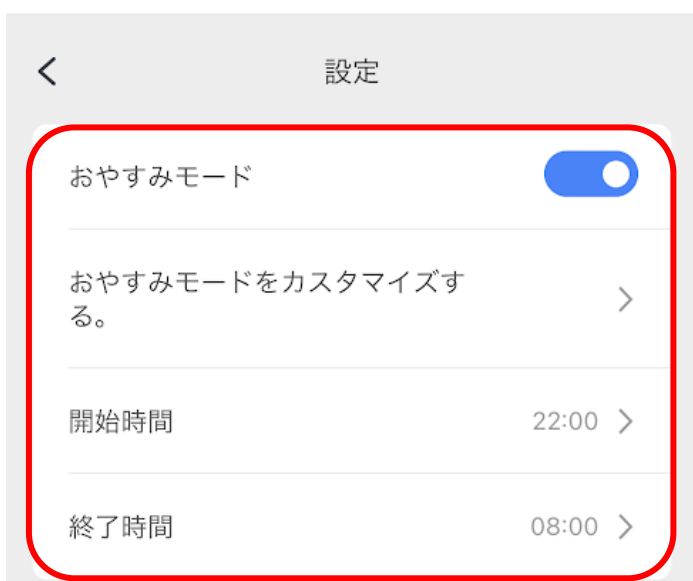 設定
おやすみモード
おやすみモードをカスタマイズす
る。
開始時間 22:00
終了時間 08:00